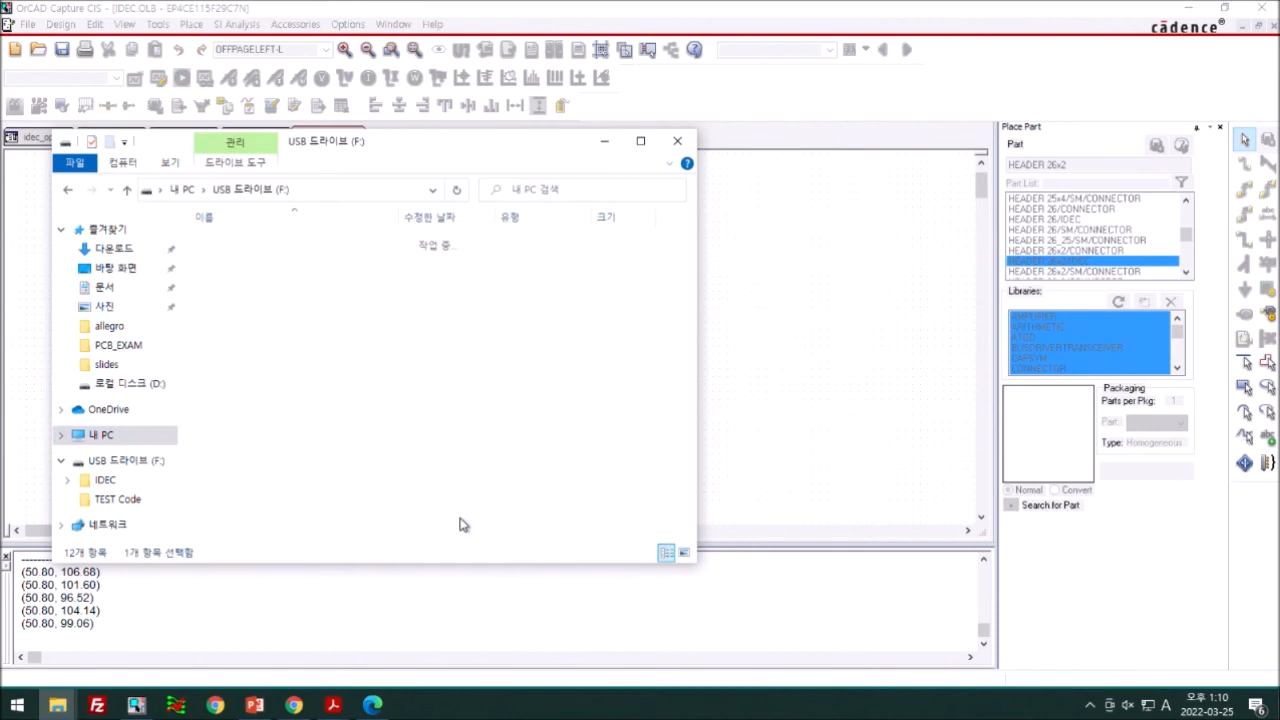 OrCAD Capture CIS - [IDEC.OLB - EP4CE115F29C7N]
File Design Edit View Tools Place SI Analysis Accessories Options Window Help
cādence®
OFFPAGELEFT-L
관리 USB 드라이브 (F:)
파일 컴퓨터 보기 드라이브 도구
내 PC > USB 드라이브 (F:)
내 PC 검색
이름 수정한 날짜 유형 크기
작업 중...
즐겨찾기
다운로드
바탕 화면
문서
사진
allegro
PCB_EXAM
slides
로컬 디스크 (D:)
OneDrive
내 PC
USB 드라이브 (F:)
IDEC
TEST Code
네트워크
12개 항목 1개 항목 선택함
Place Part
Part
HEADER 26x2
Part List:
HEADER 25x4/SM/CONNECTOR
HEADER 26/CONNECTOR
HEADER 26/IDEC
HEADER 26/SM/CONNECTOR
HEADER 26_25/SM/CONNECTOR
HEADER 26x2/CONNECTOR
HEADER 26x2/IDEC
HEADER 26x2/SM/CONNECTOR
Libraries:
AMPLIFIER
ARITHMETIC
ATOD
BUSDRIVERTRANSCEIVER
CAPSYM
CONNECTOR
Packaging
Parts per Pkg: 1
Part:
Type: Homogeneous
Normal Convert
Search for Part
(50.80, 106.68)
(50.80, 101.60)
(50.80, 96.52)
(50.80, 104.14)
(50.80, 99.06)
A
오후 1:10
2022-03-25
6